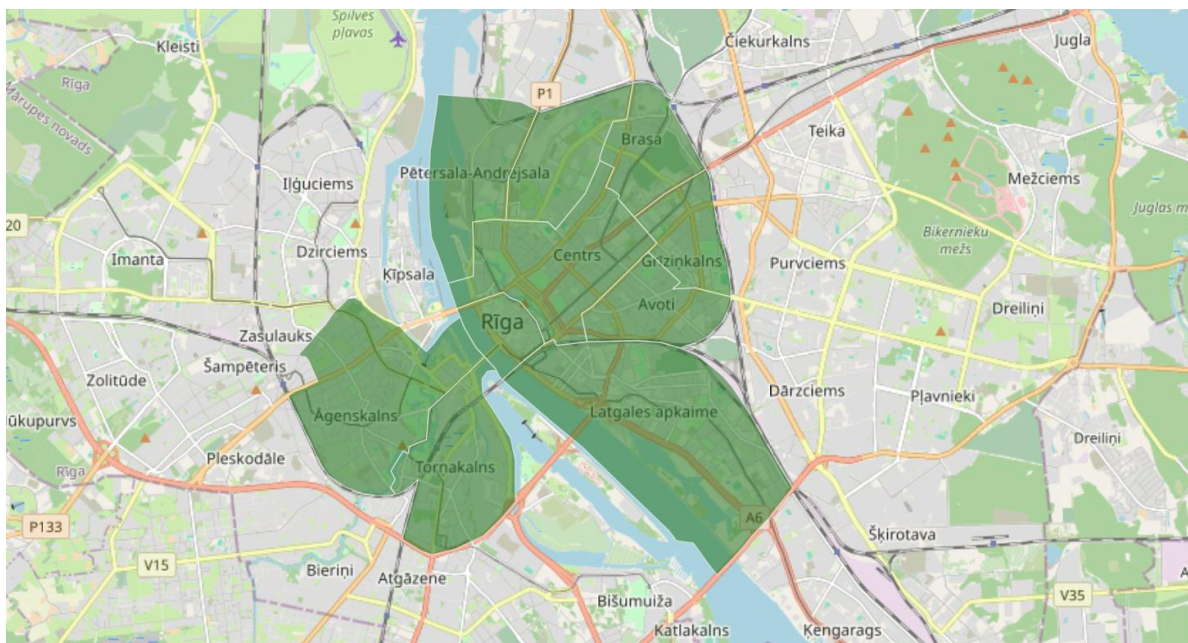 Spilves
pļavas
Kleisti
Čiekurkalns
Jugla
Rīga
Mārupes novads
P1
Teika
Brasa
Iļģuciems
Pētersala-Andrejsala
Mežciems
Juglas m
20
Dzirciems
Biķernieku
mežs
Imanta
Ķīpsala
Centrs
Grīziņkalns
Purvciems
Avoti
Dreiliņi
Rīga
Zasulauks
Šampēteris
Zolitūde
Dārzciems
Pļavnieki
Āgenskalns
Latgales apkaime
ūkupurvs
Dreiliņi
Pleskodāle
Torņakalns
Rīga
P133
A6
Šķirotava
V15
Bieriņi
Atgāzene
A
Bišumuiža
V35
Katlakalns
Ķengarags